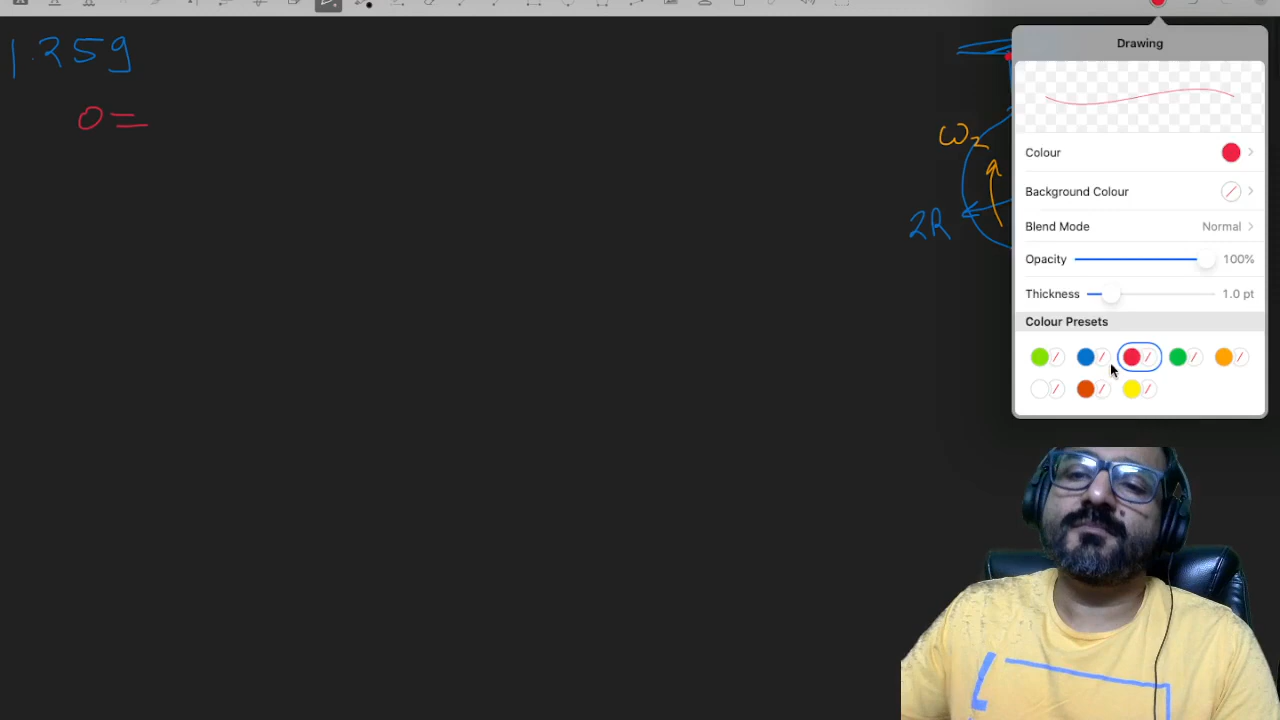 1.259
0=
ω2
2R
Drawing
Colour
Background Colour
Blend Mode Normal
Opacity 100%
Thickness 1.0 pt
Colour Presets